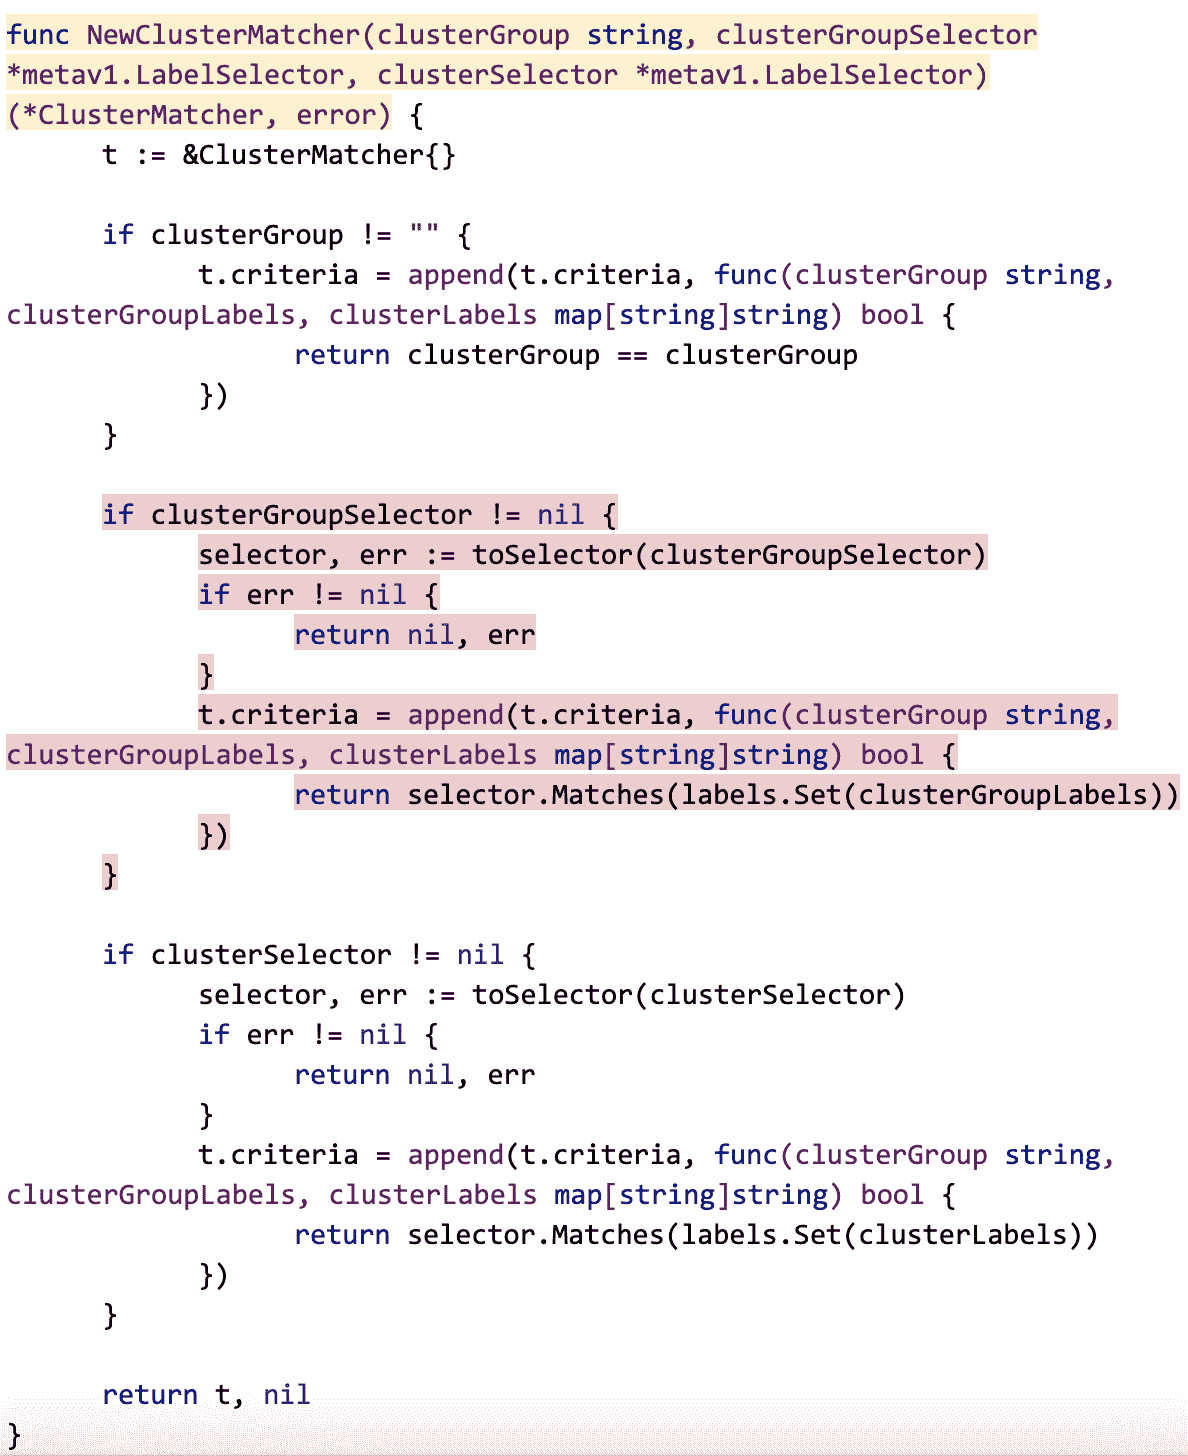 func NewClusterMatcher(clusterGroup string, clusterGroupSelector
*metav1.LabelSelector, clusterSelector *metav1.LabelSelector)
(*ClusterMatcher, error) {
t := &ClusterMatcher{}
if clusterGroup != "" {
t.criteria = append(t.criteria, func(clusterGroup string,
clusterGroupLabels, clusterLabels map[string]string) bool {
return clusterGroup == clusterGroup
})
}
if clusterGroupSelector != nil {
selector, err := toSelector(clusterGroupSelector)
if err != nil {
return nil, err
}
t.criteria = append(t.criteria, func(clusterGroup string,
clusterGroupLabels, clusterLabels map[string]string) bool {
return selector.Matches(labels.Set(clusterGroupLabels))
})
}
if clusterSelector != nil {
selector, err := toSelector(clusterSelector)
if err != nil {
return nil, err
}
t.criteria = append(t.criteria, func(clusterGroup string,
clusterGroupLabels, clusterLabels map[string]string) bool {
return selector.Matches(labels.Set(clusterLabels))
})
}
return t, nil
}